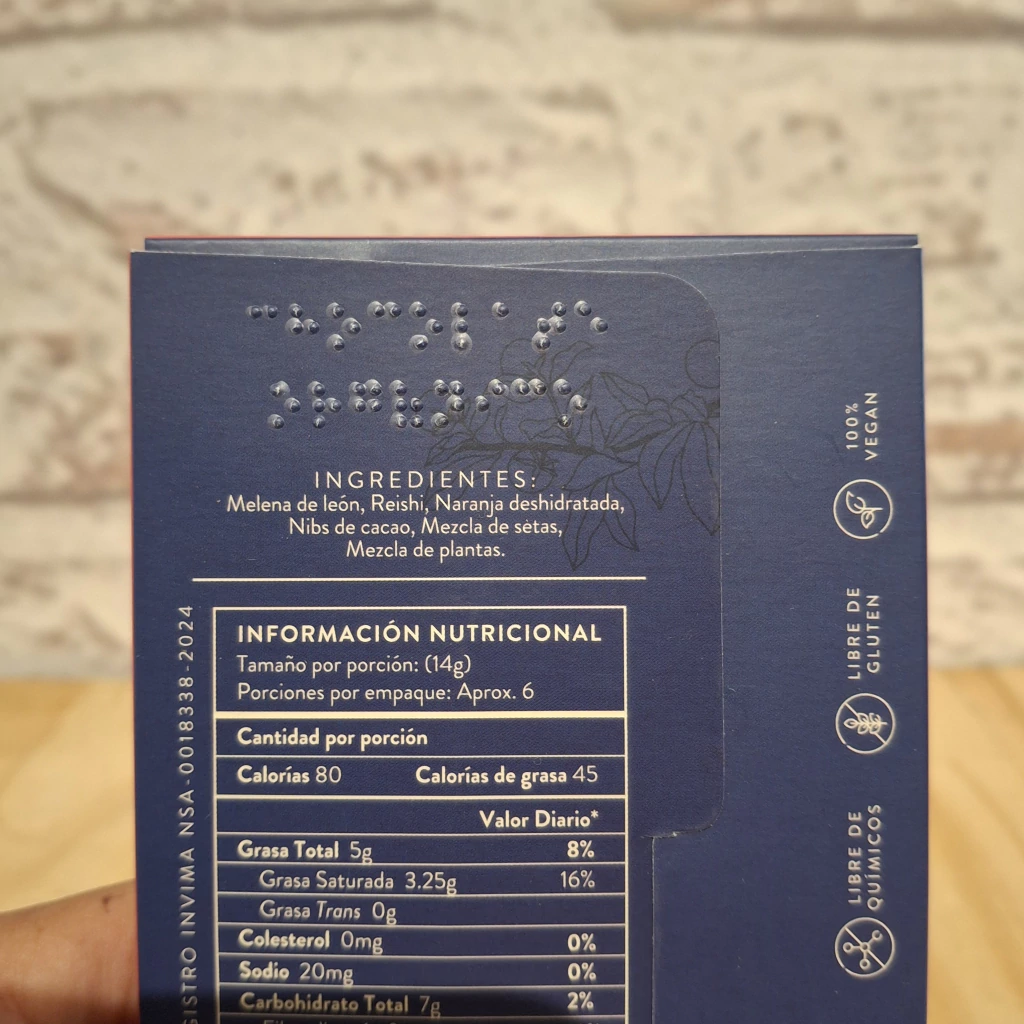 INGREDIENTES:
Melena de león, Reishi, Naranja deshidratada,
Nibs de cacao, Mezcla de setas,
Mezcla de plantas.
INFORMACIÓN NUTRICIONAL
Tamaño por porción: (14g)
Porciones por empaque: Aprox. 6
Cantidad por porción
Calorías 80 Calorías de grasa 45
Valor Diario*
Grasa Total 5g 8%
Grasa Saturada 3.25g 16%
Grasa Trans 0g
Colesterol 0mg 0%
Sodio 20mg 0%
Carbohidrato Total 7g 2%
INVIMA NSA-0018338-2024
100%
VEGAN
LIBRE DE
GLUTEN
LIBRE DE
QUÍMICOS